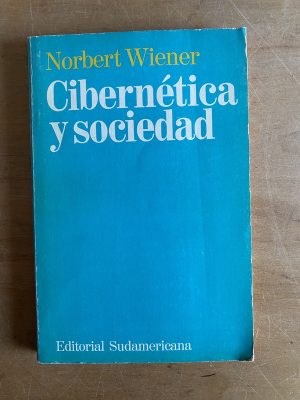 Norbert Wiener
Cibernética
y sociedad
Editorial Sudamericana